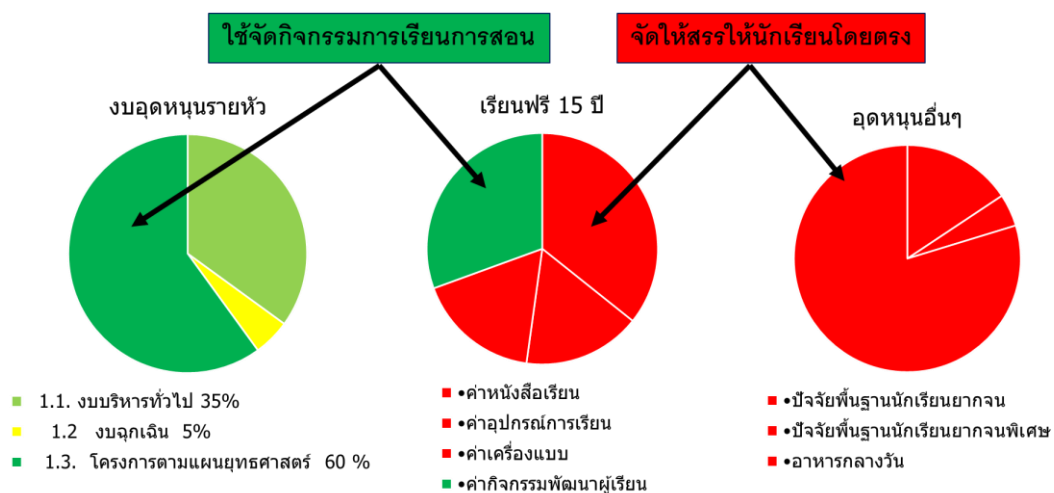 ใช้จัดกิจกรรมการเรียนการสอน
จัดให้สรรให้นักเรียนโดยตรง
งบอุดหนุนรายหัว
เรียนฟรี 15 ปี
อุดหนุนอื่นๆ
1.1. งบบริหารทั่วไป 35%
1.2 งบฉุกเฉิน 5%
1.3. โครงการตามแผนยุทธศาสตร์ 60 %
•ค่าหนังสือเรียน
•ค่าอุปกรณ์การเรียน
•ค่าเครื่องแบบ
•ค่ากิจกรรมพัฒนาผู้เรียน
•ปัจจัยพื้นฐานนักเรียนยากจน
•ปัจจัยพื้นฐานนักเรียนยากจนพิเศษ
•อาหารกลางวัน